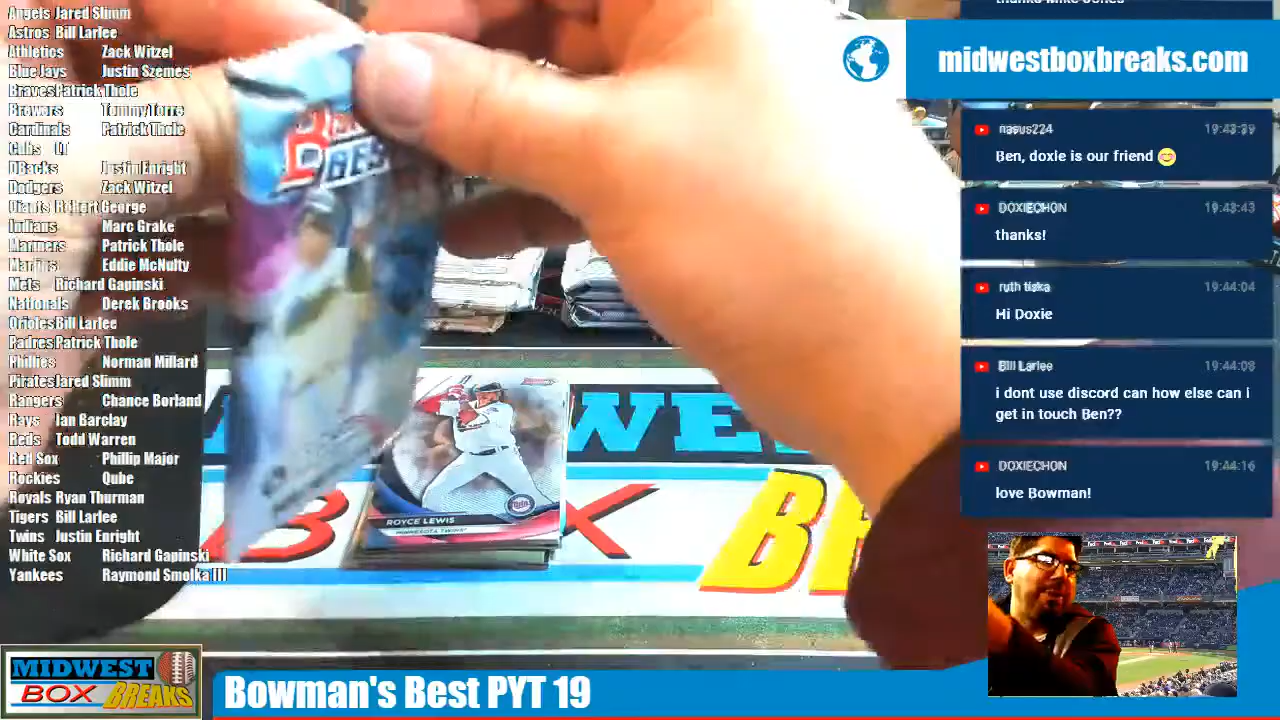 Angels Jared Slimm
Astros Bill Larlee
Athletics Zack Witzel
Blue Jays Justin Szemes
Braves Patrick Thole
Brewers Tommy Torre
Cardinals Patrick Thole
Cubs
DBacks Justin Enright
Dodgers Zack Witzel
Giants Robert George
Indians Marc Grake
Mariners Patrick Thole
Marlins Eddie McNulty
Mets Richard Gapinski
Nationals Derek Brooks
Orioles Bill Larlee
Padres Patrick Thole
Phillies Norman Millard
Pirates Jared Slimm
Rangers Chance Borland
Rays Ian Barclay
Reds Todd Warren
Red Sox Phillip Major
Rockies Qube
Royals Ryan Thurman
Tigers Bill Larlee
Twins Justin Enright
White Sox Richard Gapinski
Yankees Raymond Smolka III
BEST
ROYCE LEWIS
MINNESOTA TWINS
MIDWEST
BOX
BREAKS
Bowman's Best PYT 19
midwestboxbreaks.com
nasus224 19:43:39
Ben, doxie is our friend 😁
DOXIECHON 19:43:43
thanks!
ruth tiska 19:44:04
Hi Doxie
Bill Larlee 19:44:08
i dont use discord can how else can i
get in touch Ben??
DOXIECHON 19:44:16
love Bowman!